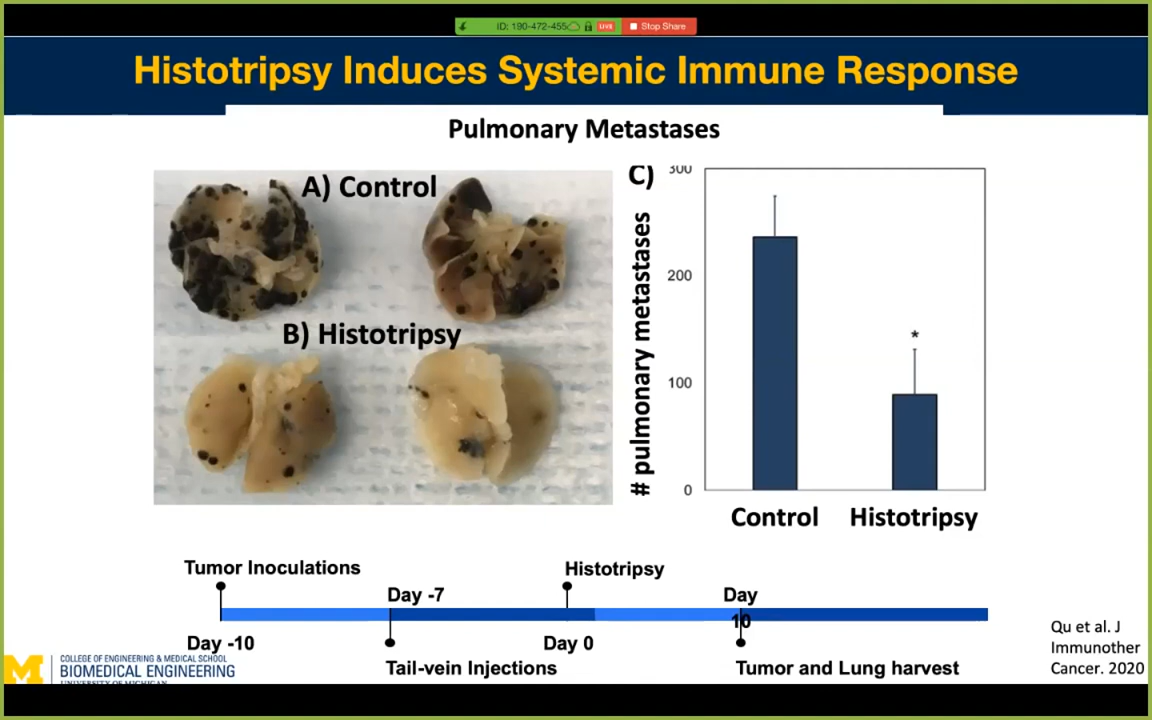 ID: 190-472-455
LIVE
Stop Share
Histotripsy Induces Systemic Immune Response
Pulmonary Metastases
A) Control
B) Histotripsy
C)
# pulmonary metastases
300
200
100
0
*
Control
Histotripsy
Tumor Inoculations
Histotripsy
Day -7
Day
10
Day -10
Day 0
Tail-vein Injections
Tumor and Lung harvest
Qu et al. J
Immunother
Cancer. 2020
M
COLLEGE OF ENGINEERING & MEDICAL SCHOOL
BIOMEDICAL ENGINEERING
UNIVERSITY OF MICHIGAN